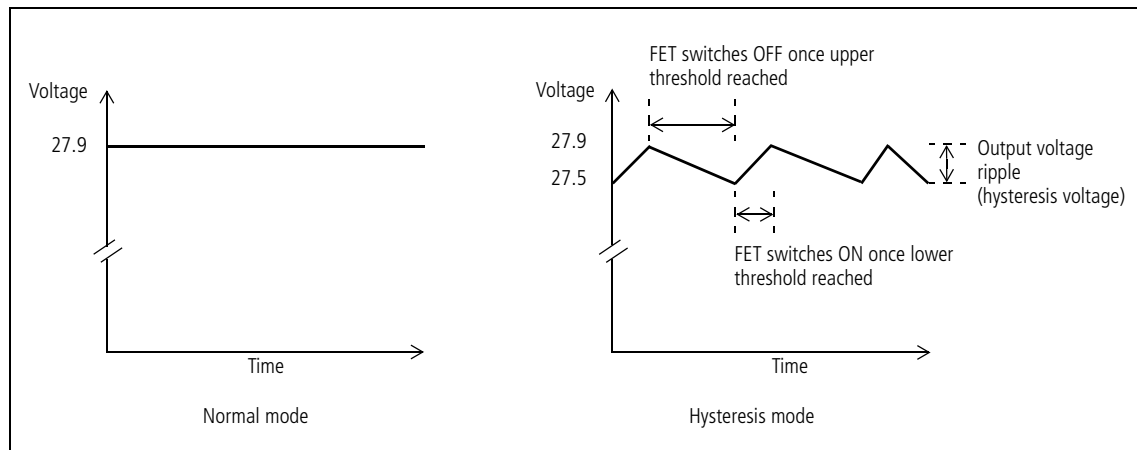 Voltage
27.9
Time
Normal mode
FET switches OFF once upper
threshold reached
Voltage
27.9
27.5
Output voltage
ripple
(hysteresis voltage)
FET switches ON once lower
threshold reached
Time
Hysteresis mode